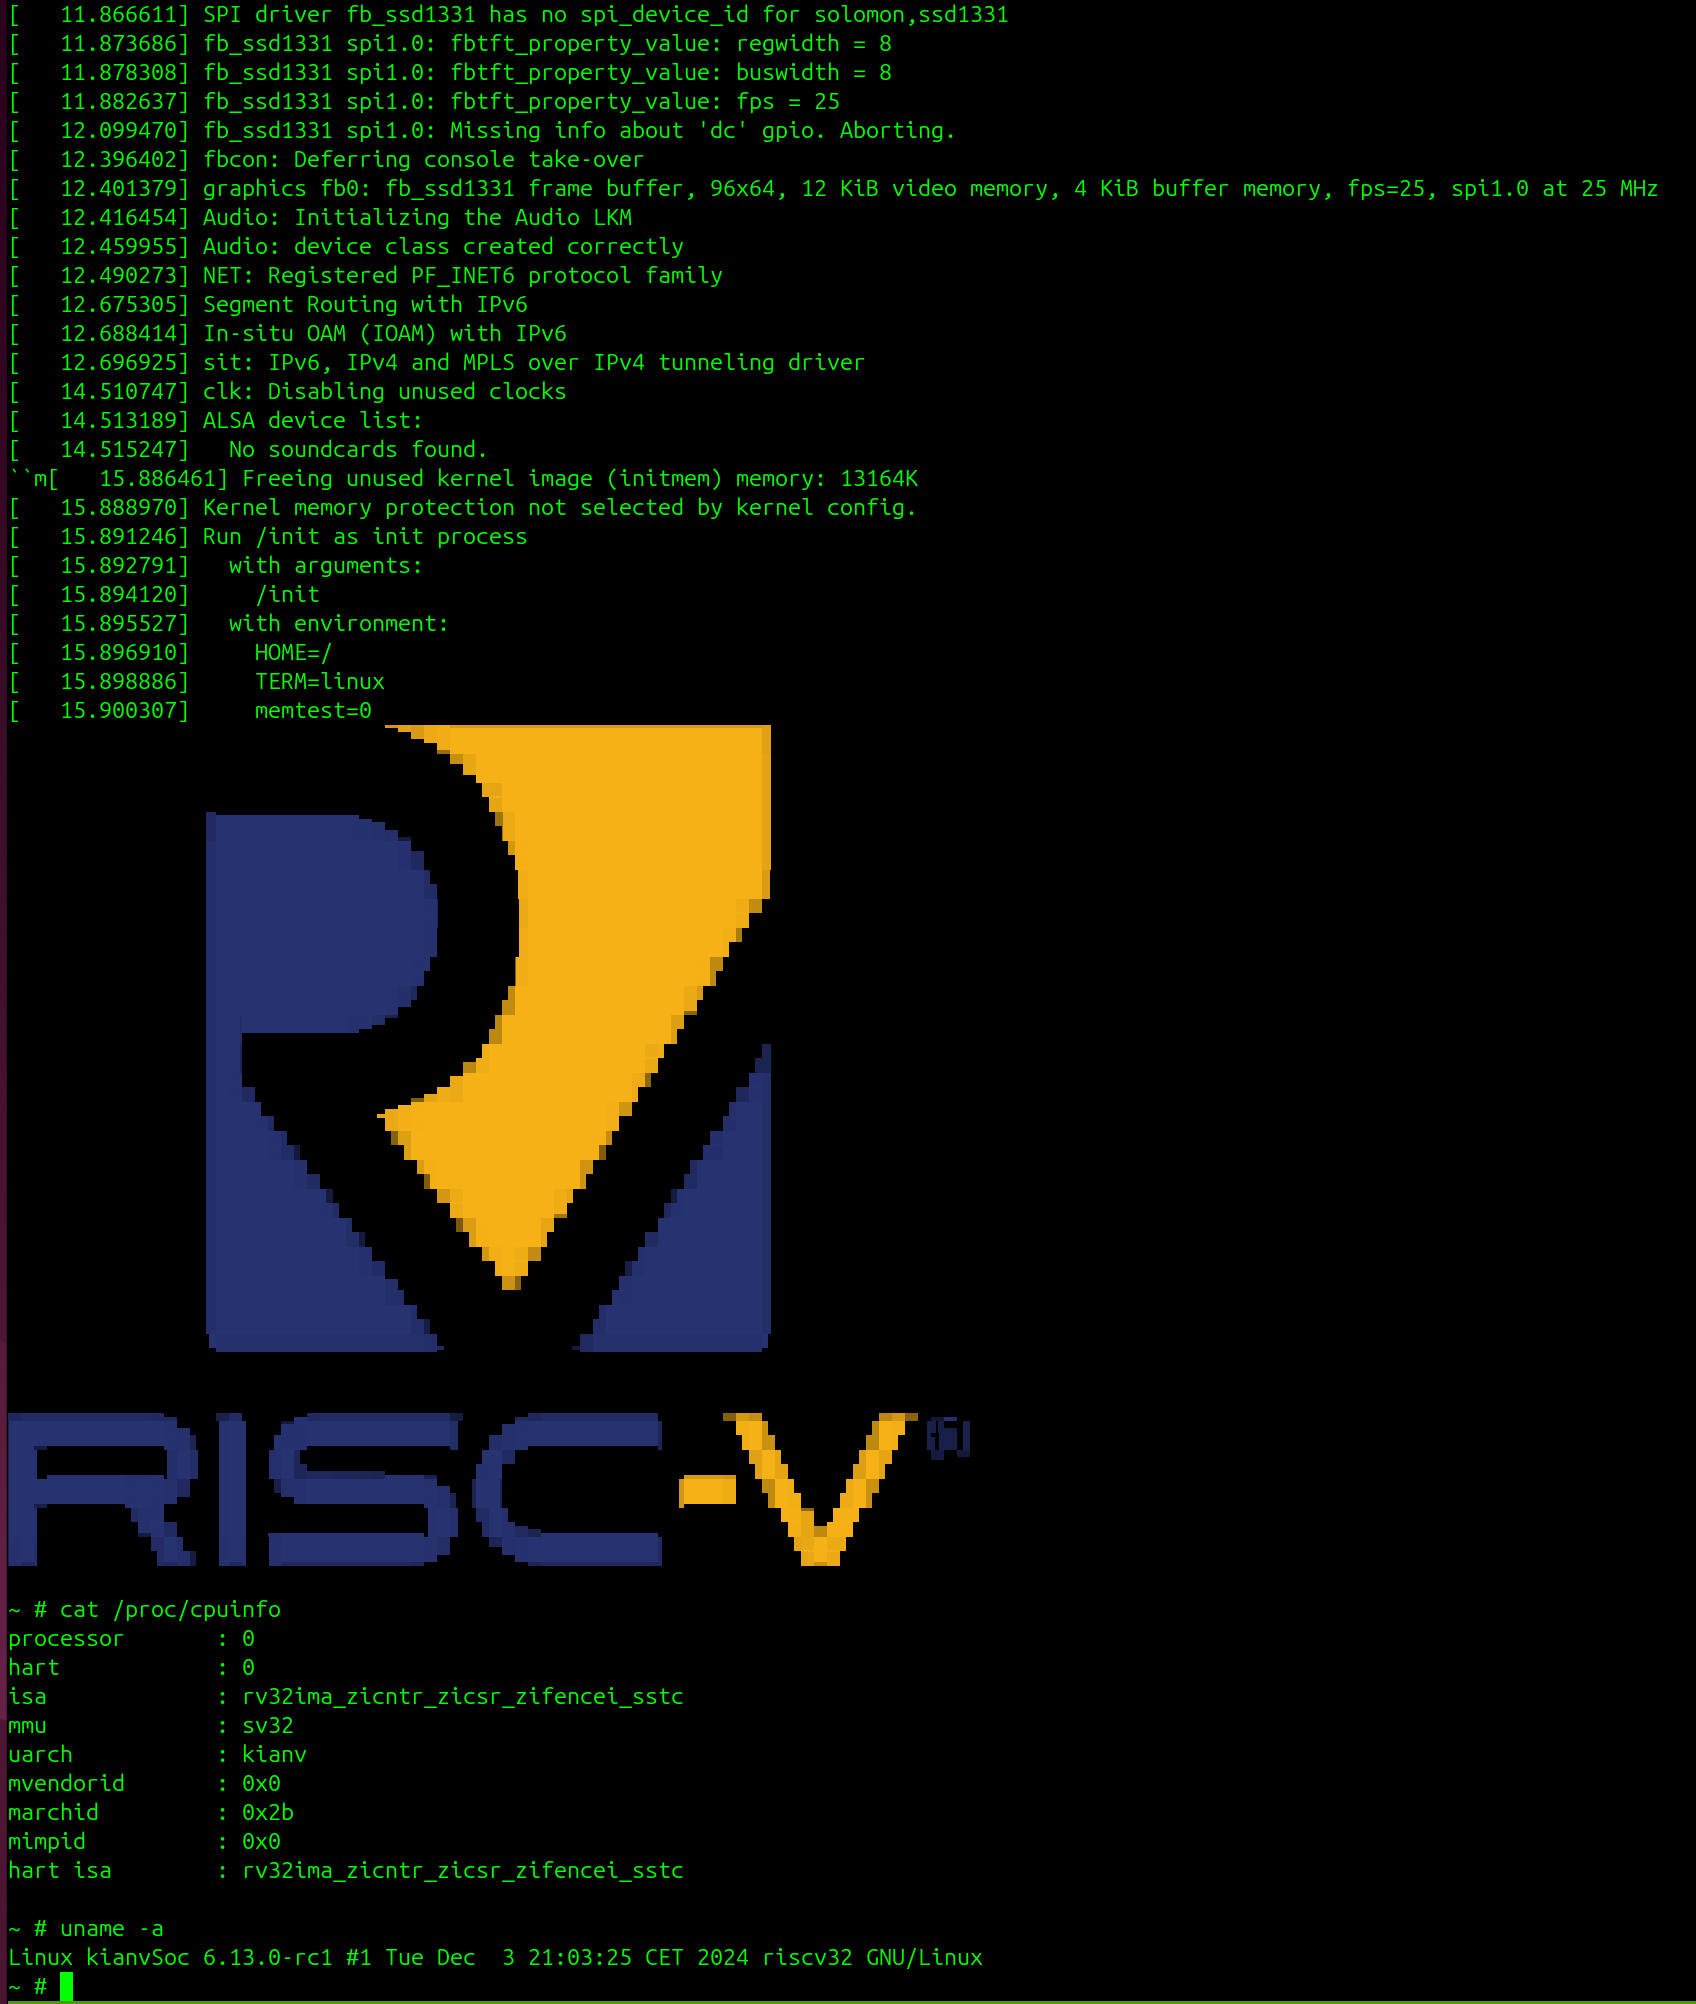 [   11.866611] SPI driver fb_ssd1331 has no spi_device_id for solomon,ssd1331
[   11.873686] fb_ssd1331 spi1.0: fbtft_property_value: regwidth = 8
[   11.878308] fb_ssd1331 spi1.0: fbtft_property_value: buswidth = 8
[   11.882637] fb_ssd1331 spi1.0: fbtft_property_value: fps = 25
[   12.099470] fb_ssd1331 spi1.0: Missing info about 'dc' gpio. Aborting.
[   12.396402] fbcon: Deferring console take-over
[   12.401379] graphics fb0: fb_ssd1331 frame buffer, 96x64, 12 KiB video memory, 4 KiB buffer memory, fps=25, spi1.0 at 25 MHz
[   12.416454] Audio: Initializing the Audio LKM
[   12.459955] Audio: device class created correctly
[   12.490273] NET: Registered PF_INET6 protocol family
[   12.675305] Segment Routing with IPv6
[   12.688414] In-situ OAM (IOAM) with IPv6
[   12.696925] sit: IPv6, IPv4 and MPLS over IPv4 tunneling driver
[   14.510747] clk: Disabling unused clocks
[   14.513189] ALSA device list:
[   14.515247]   No soundcards found.
``m[   15.886461] Freeing unused kernel image (initmem) memory: 13164K
[   15.888970] Kernel memory protection not selected by kernel config.
[   15.891246] Run /init as init process
[   15.892791]   with arguments:
[   15.894120]     /init
[   15.895527]   with environment:
[   15.896910]     HOME=/
[   15.898886]     TERM=linux
[   15.900307]     memtest=0
RISC-V
~ # cat /proc/cpuinfo
processor       : 0
hart            : 0
isa             : rv32ima_zicntr_zicsr_zifencei_sstc
mmu             : sv32
uarch           : kianv
mvendorid       : 0x0
marchid         : 0x2b
mimpid          : 0x0
hart isa        : rv32ima_zicntr_zicsr_zifencei_sstc
~ # uname -a
Linux kianvSoc 6.13.0-rc1 #1 Tue Dec  3 21:03:25 CET 2024 riscv32 GNU/Linux
~ #